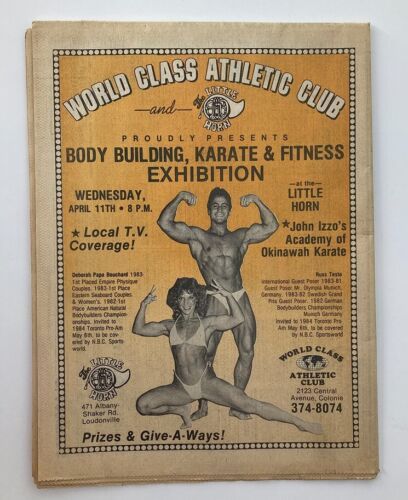 WORLD CLASS ATHLETIC CLUB
—and— The LITTLE HORN
PROUDLY PRESENTS
BODY BUILDING, KARATE & FITNESS
EXHIBITION
WEDNESDAY,
APRIL 11TH • 8 P.M.
★ Local T.V.
Coverage!
—at the—
LITTLE
HORN
★John Izzo's
Academy of
Okinawah Karate
Deborah Papa Bouchard 1983-
1st Placed Empire Physique
Couples. 1983-1st Place
Eastern Seaboard Couples
& Women's. 1982-1st
Place American Natural
Bodybuilders Champion-
ships. Invited to
1984 Toronto Pro-Am
May 6th, to be cov-
ered by N.B.C. Sports-
world.
Russ Testo
International Guest Poser 1983-81
Guest Poser Mr. Olympia Munich,
Germany. 1983-82 Swedish Grand
Prix Guest Poser. 1982 German
Bodybuilders Championships
Munich Germany
Invited to
1984 Toronto Pro-Am
May 6th, to be covered
by N.B.C. Sportsworld
The LITTLE HORN
471 Albany-
Shaker Rd.
Loudonville
WORLD CLASS
ATHLETIC
CLUB
2123 Central
Avenue, Colonie
374-8074
Prizes & Give-A-Ways!